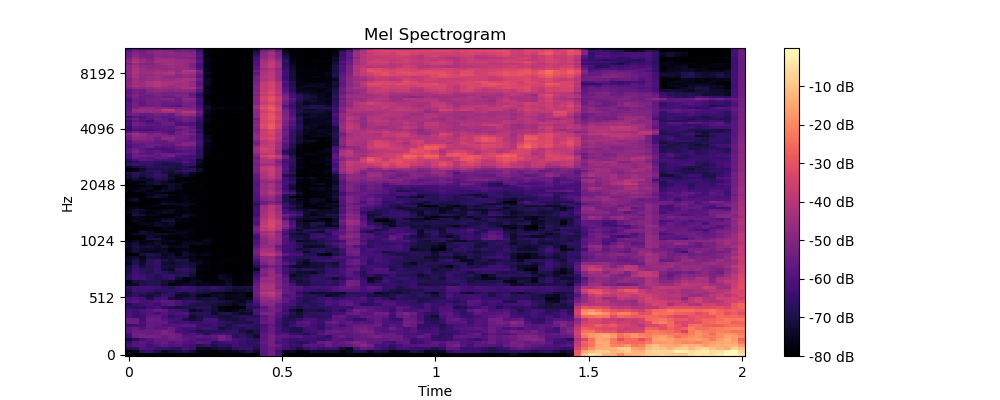 Mel Spectrogram
Hz
8192
4096
2048
1024
512
0
0
0.5
1
1.5
2
Time
-10 dB
-20 dB
-30 dB
-40 dB
-50 dB
-60 dB
-70 dB
-80 dB